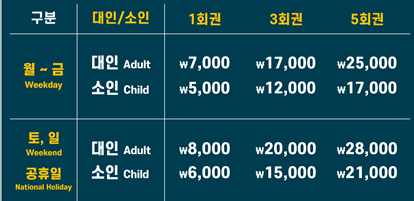 구분 대인/소인 1회권 3회권 5회권
월 ~ 금
Weekday
대인 Adult ₩7,000 ₩17,000 ₩25,000
소인 Child ₩5,000 ₩12,000 ₩17,000
토, 일
Weekend
공휴일
National Holiday
대인 Adult ₩8,000 ₩20,000 ₩28,000
소인 Child ₩6,000 ₩15,000 ₩21,000